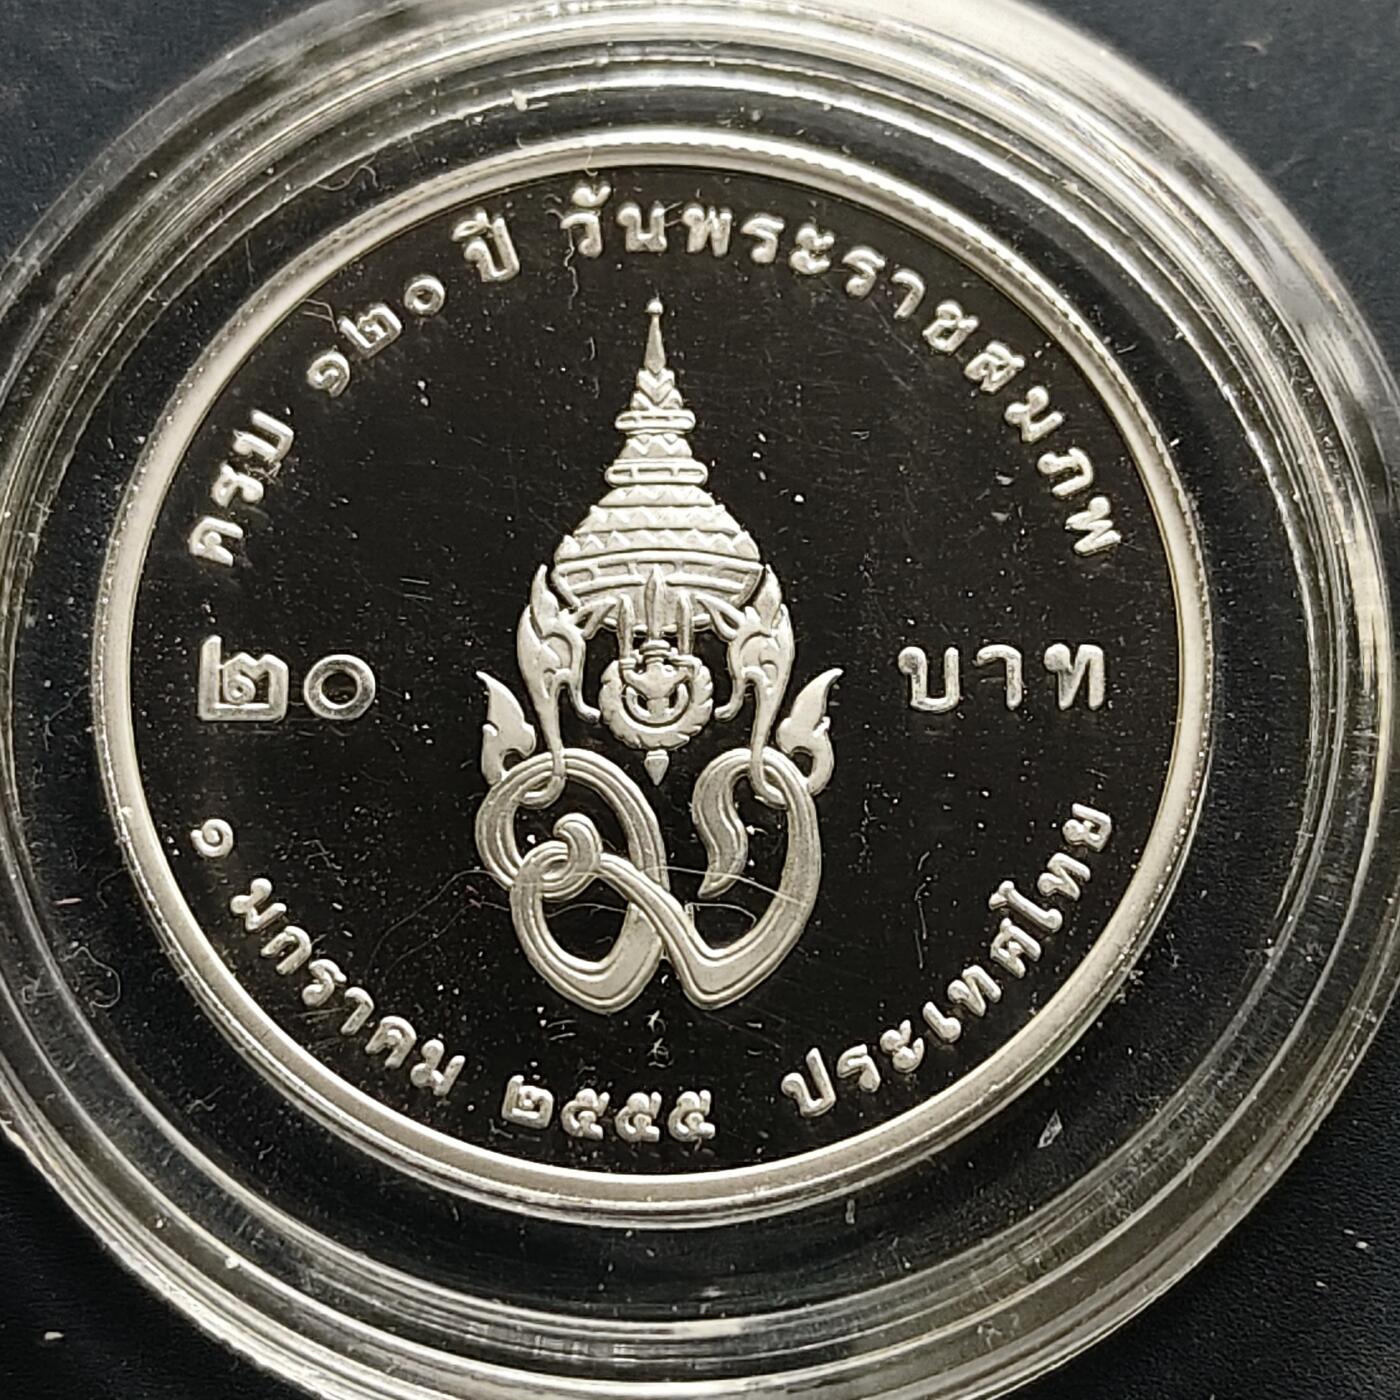 ครบ ๑๒๐ ปี วันพระราชสมภพ
๒๐ บาท
๑ มกราคม ๒๕๕๕ ประเทศไทย